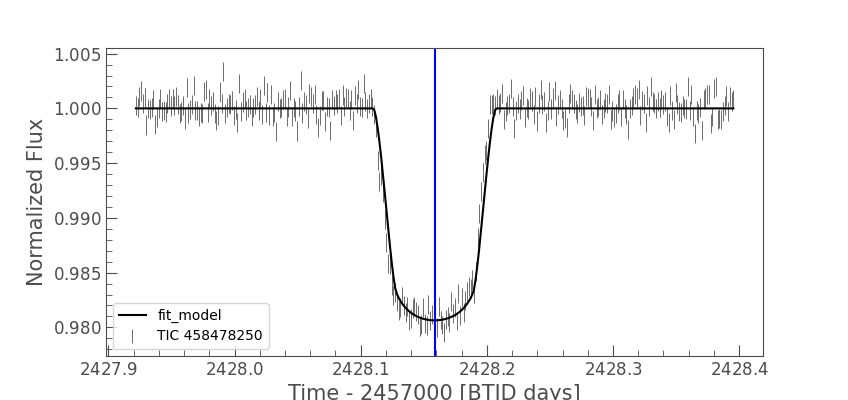 1.005
1.000
0.995
0.990
0.985
0.980
Normalized Flux
fit_model
TIC 458478250
2427.9 2428.0 2428.1 2428.2 2428.3 2428.4
Time - 2457000 [BTJD days]